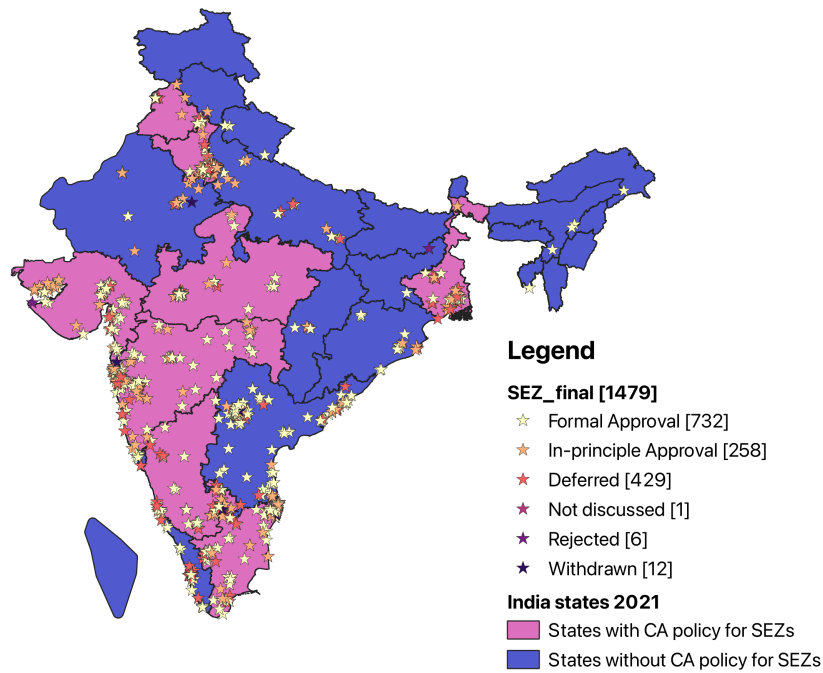 Legend
SEZ_final [1479]
Formal Approval [732]
In-principle Approval [258]
Deferred [429]
Not discussed [1]
Rejected [6]
Withdrawn [12]
India states 2021
States with CA policy for SEZs
States without CA policy for SEZs